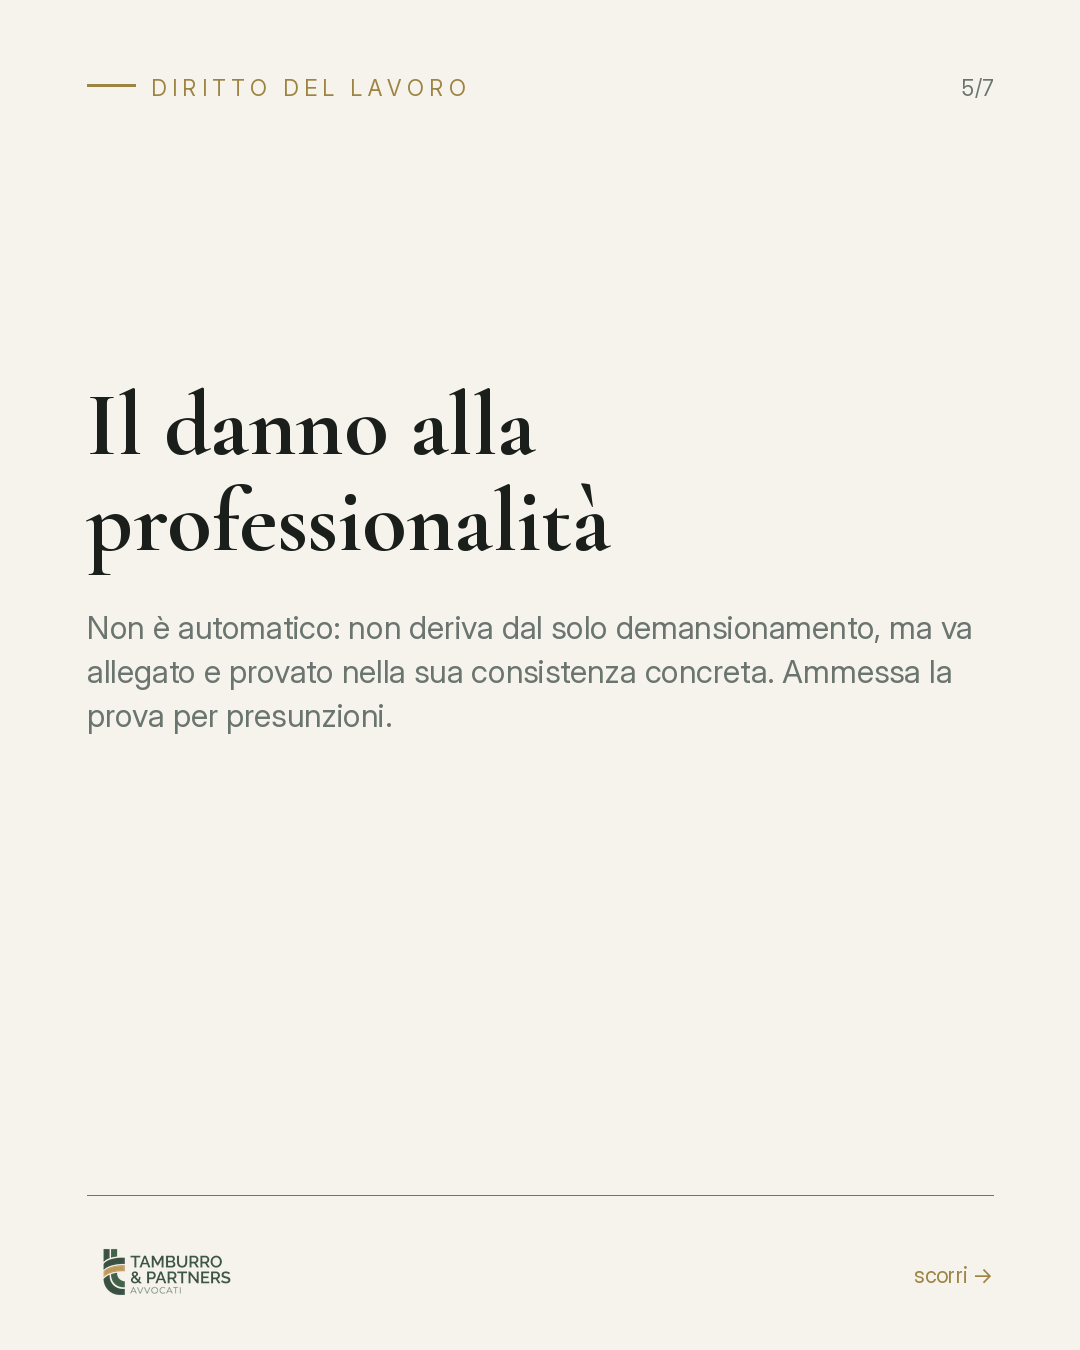 DIRITTO DEL LAVORO
5/7
Il danno alla
professionalità
Non è automatico: non deriva dal solo demansionamento, ma va
allegato e provato nella sua consistenza concreta. Ammessa la
prova per presunzioni.
TAMBURRO
& PARTNERS
AVVOCATI
scorri →